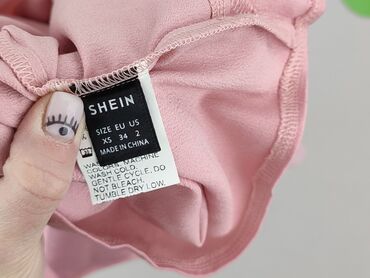 SHEIN
SIZE EU US
XS 34 2
MADE IN CHINA
MACHINE
WASH COLD,
GENTLE CYCLE, DO
NOT BLEACH,
TUMBLE DRY LOW.